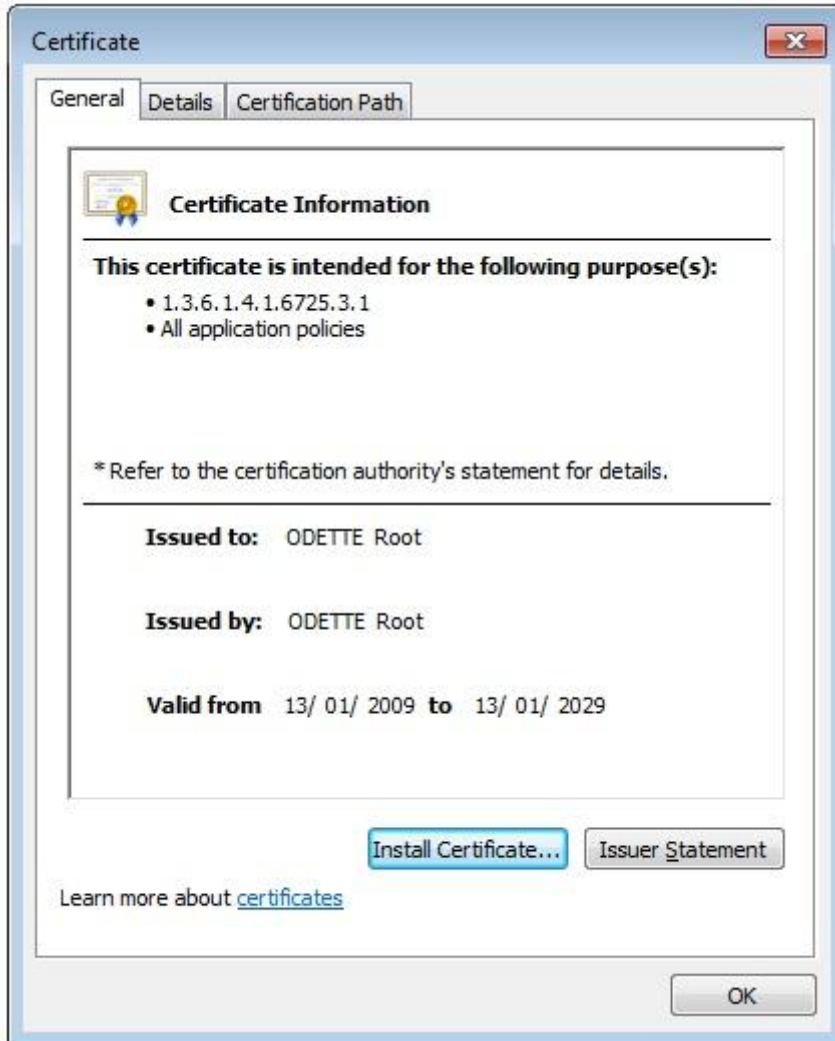 Certificate
General Details Certification Path
Certificate Information
This certificate is intended for the following purpose(s):
• 1.3.6.1.4.1.6725.3.1
• All application policies
* Refer to the certification authority's statement for details.
Issued to: ODETTE Root
Issued by: ODETTE Root
Valid from 13/ 01/ 2009 to 13/ 01/ 2029
Install Certificate... Issuer Statement
Learn more about certificates
OK